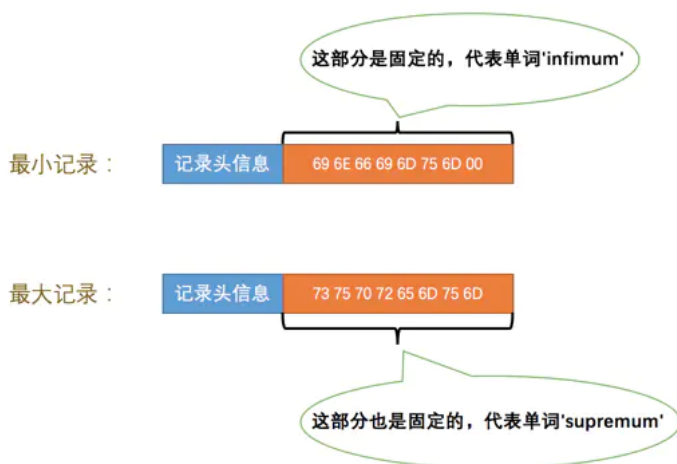 这部分是固定的，代表单词'infimum'
最小记录： 记录头信息 69 6E 66 69 6D 75 6D 00
最大记录： 记录头信息 73 75 70 72 65 6D 75 6D
这部分也是固定的，代表单词'supremum'